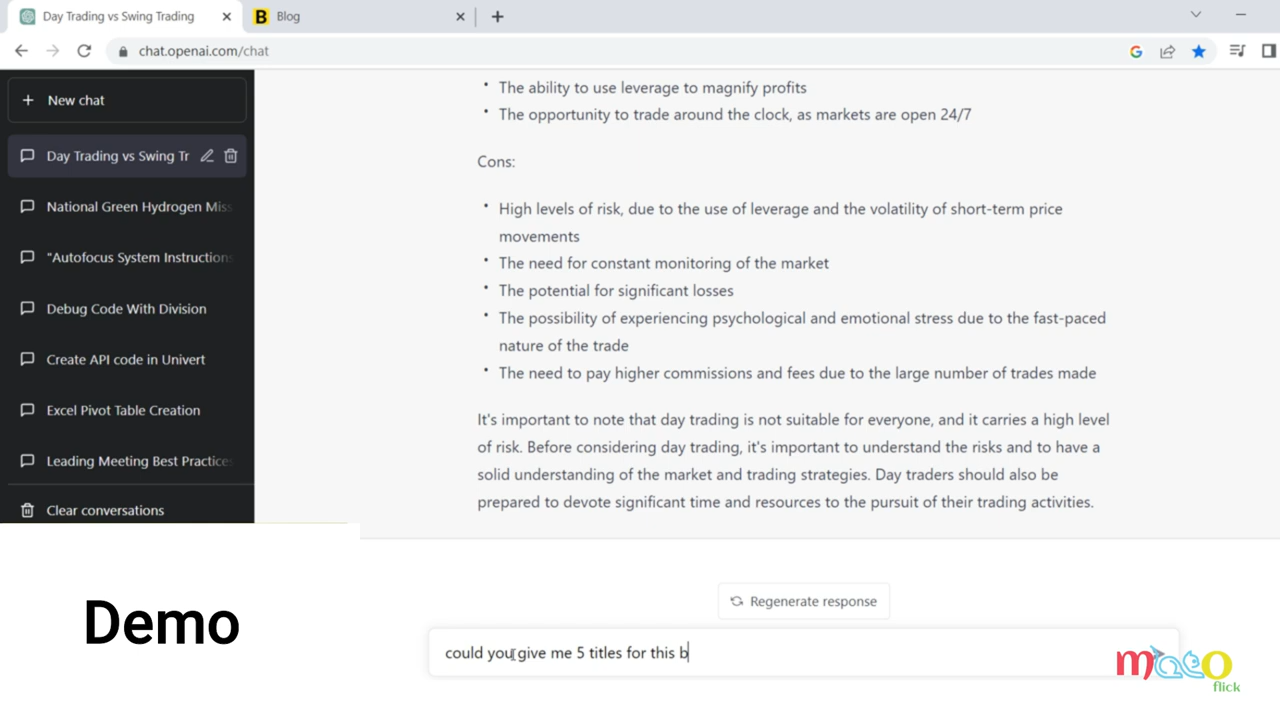 Day Trading vs Swing Trading
B Blog
chat.openai.com/chat
New chat
Day Trading vs Swing Tr
National Green Hydrogen Miss
"Autofocus System Instructions
Debug Code With Division
Create API code in Univert
Excel Pivot Table Creation
Leading Meeting Best Practices
Clear conversations
• The ability to use leverage to magnify profits
• The opportunity to trade around the clock, as markets are open 24/7
Cons:
• High levels of risk, due to the use of leverage and the volatility of short-term price
movements
• The need for constant monitoring of the market
• The potential for significant losses
• The possibility of experiencing psychological and emotional stress due to the fast-paced
nature of the trade
• The need to pay higher commissions and fees due to the large number of trades made
It's important to note that day trading is not suitable for everyone, and it carries a high level
of risk. Before considering day trading, it's important to understand the risks and to have a
solid understanding of the market and trading strategies. Day traders should also be
prepared to devote significant time and resources to the pursuit of their trading activities.
Regenerate response
Demo
could you give me 5 titles for this b
flick